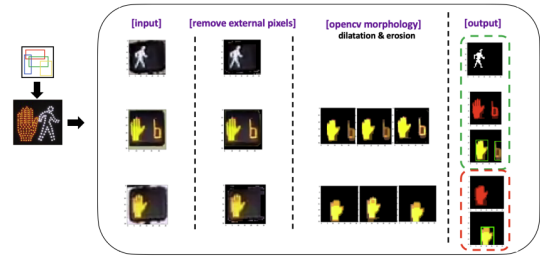 [input]
[remove external pixels]
[opencv morphology]
dilatation & erosion
[output]